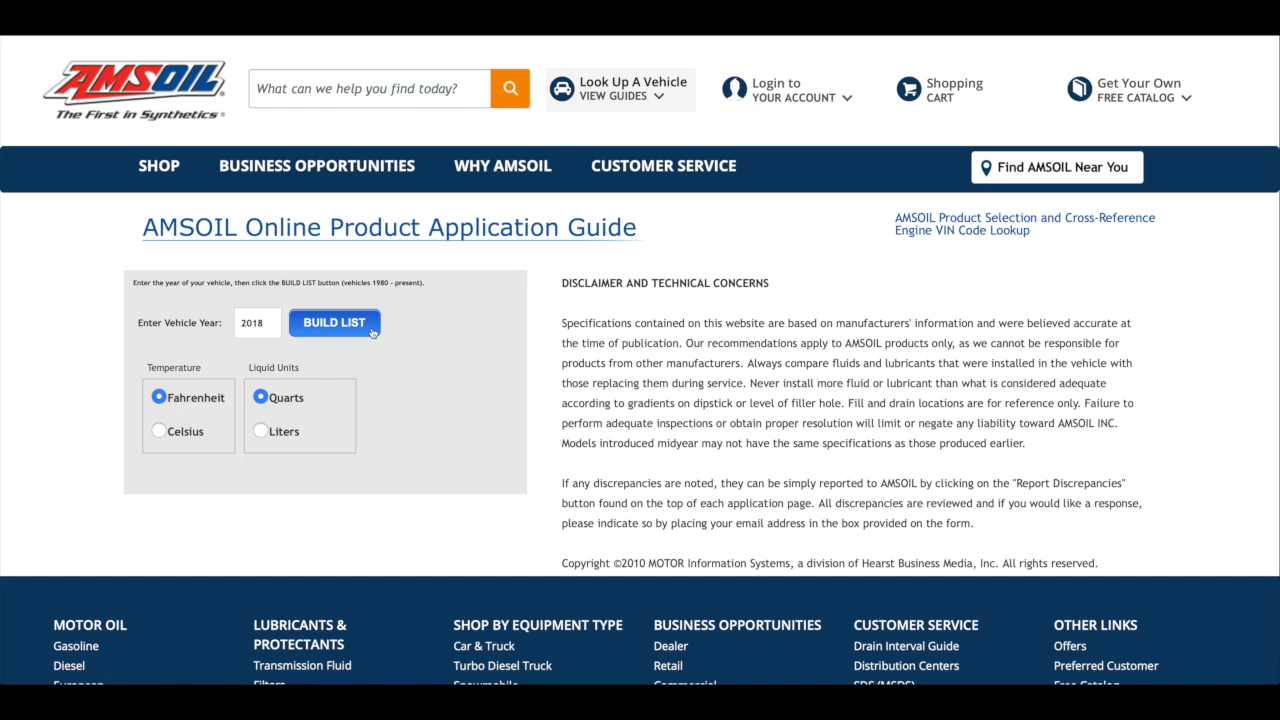 AMSOIL
The First in Synthetics®
What can we help you find today?
Look Up A Vehicle
VIEW GUIDES
Login to
YOUR ACCOUNT
Shopping
CART
Get Your Own
FREE CATALOG
SHOP BUSINESS OPPORTUNITIES WHY AMSOIL CUSTOMER SERVICE
Find AMSOIL Near You
AMSOIL Online Product Application Guide
AMSOIL Product Selection and Cross-Reference
Engine VIN Code Lookup
Enter the year of your vehicle, then click the BUILD LIST button (vehicles 1980 - present).
Enter Vehicle Year: 2018 BUILD LIST
Temperature
Fahrenheit
Celsius
Liquid Units
Quarts
Liters
DISCLAIMER AND TECHNICAL CONCERNS
Specifications contained on this website are based on manufacturers' information and were believed accurate at
the time of publication. Our recommendations apply to AMSOIL products only, as we cannot be responsible for
products from other manufacturers. Always compare fluids and lubricants that were installed in the vehicle with
those replacing them during service. Never install more fluid or lubricant than what is considered adequate
according to gradients on dipstick or level of filler hole. Fill and drain locations are for reference only. Failure to
perform adequate inspections or obtain proper resolution will limit or negate any liability toward AMSOIL INC.
Models introduced midyear may not have the same specifications as those produced earlier.
If any discrepancies are noted, they can be simply reported to AMSOIL by clicking on the "Report Discrepancies"
button found on the top of each application page. All discrepancies are reviewed and if you would like a response,
please indicate so by placing your email address in the box provided on the form.
Copyright ©2010 MOTOR Information Systems, a division of Hearst Business Media, Inc. All rights reserved.
MOTOR OIL
Gasoline
Diesel
European
LUBRICANTS &
PROTECTANTS
Transmission Fluid
Filters
SHOP BY EQUIPMENT TYPE
Car & Truck
Turbo Diesel Truck
Snowmobile
BUSINESS OPPORTUNITIES
Dealer
Retail
Commercial
CUSTOMER SERVICE
Drain Interval Guide
Distribution Centers
SDS (MSDS)
OTHER LINKS
Offers
Preferred Customer
Free Catalog